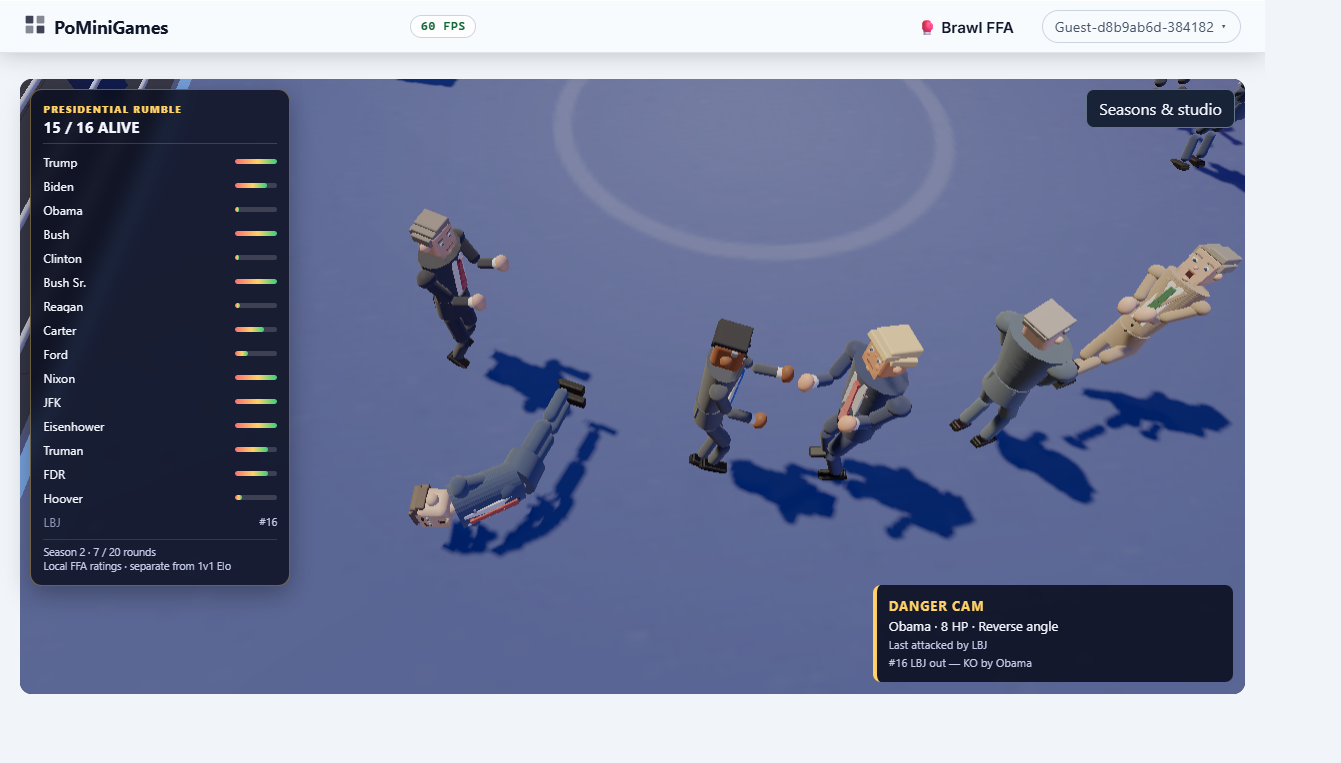 PoMiniGames
60 FPS
Brawl FFA
Guest-d8b9ab6d-384182
PRESIDENTIAL RUMBLE
15 / 16 ALIVE
Trump
Biden
Obama
Bush
Clinton
Bush Sr.
Reagan
Carter
Ford
Nixon
JFK
Eisenhower
Truman
FDR
Hoover
LBJ #16
Season 2 · 7 / 20 rounds
Local FFA ratings · separate from 1v1 Elo
Seasons & studio
DANGER CAM
Obama · 8 HP · Reverse angle
Last attacked by LBJ
#16 LBJ out — KO by Obama